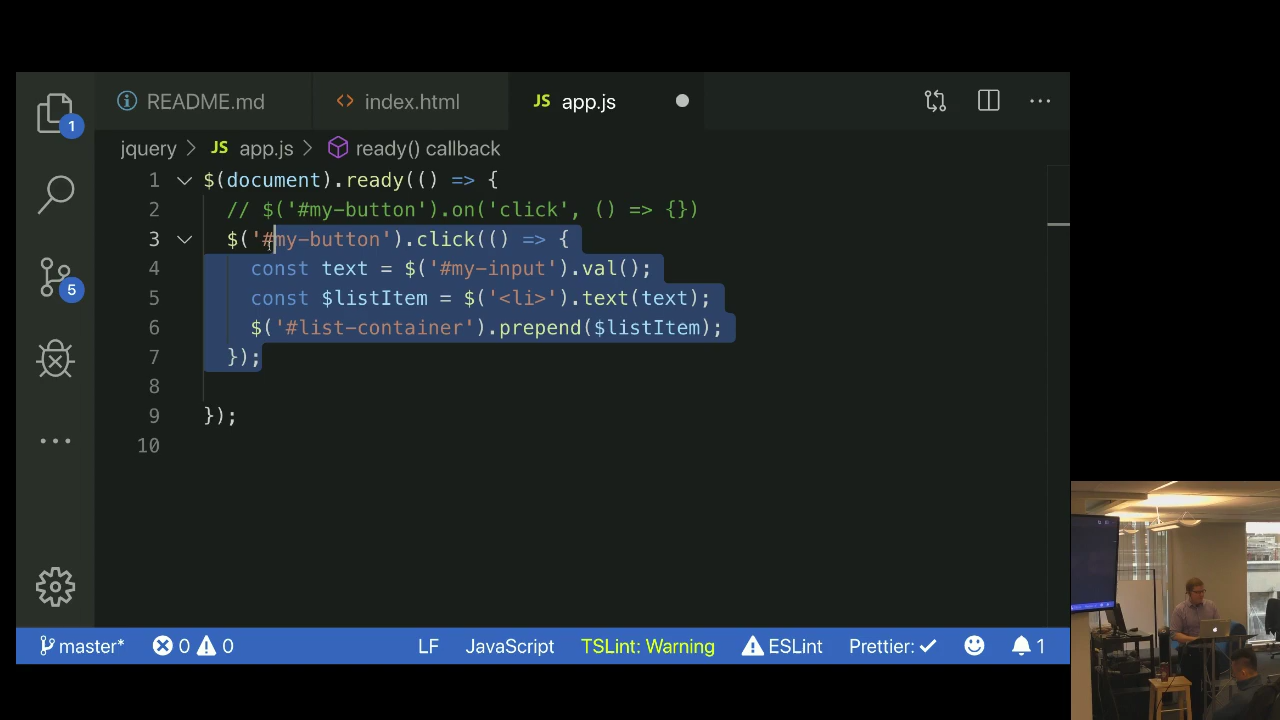 README.md
index.html
JS app.js
jquery > JS app.js > ready() callback
1 $(document).ready(() => {
2 // $('#my-button').on('click', () => {})
3 $('#my-button').click(() => {
4 const text = $('#my-input').val();
5 const $listItem = $('<li>').text(text);
6 $('#list-container').prepend($listItem);
7 });
8
9 });
10
1
5
master* 0 0 LF JavaScript TSLint: Warning ESLint Prettier: ✓ 1